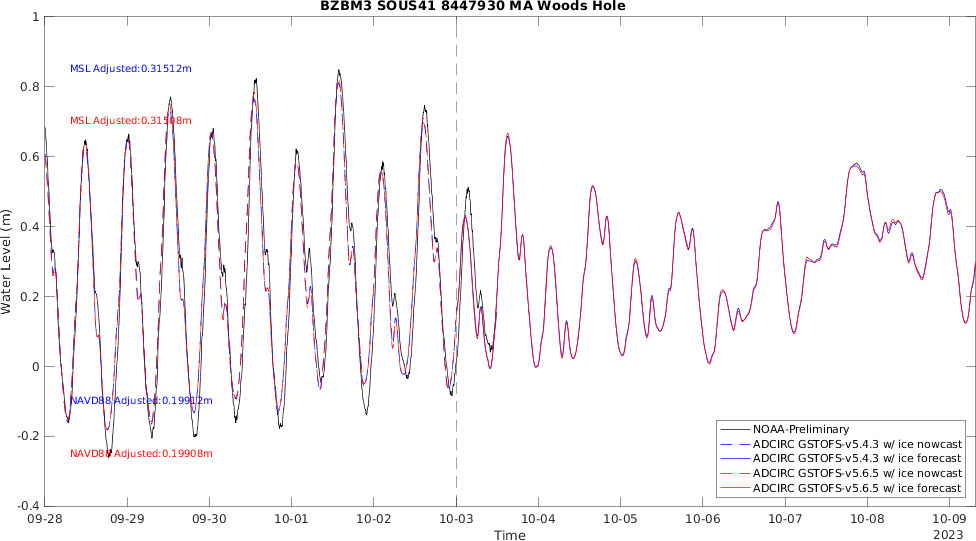 BZBM3 SOUS41 8447930 MA Woods Hole
Water Level (m)
1
0.8
0.6
0.4
0.2
0
-0.2
-0.4
MSL Adjusted:0.31512m
MSL Adjusted:0.31508m
NAVD88 Adjusted:0.19912m
NAVD88 Adjusted:0.19908m
NOAA-Preliminary
ADCIRC GSTOFS-v5.4.3 w/ ice nowcast
ADCIRC GSTOFS-v5.4.3 w/ ice forecast
ADCIRC GSTOFS-v5.6.5 w/ ice nowcast
ADCIRC GSTOFS-v5.6.5 w/ ice forecast
09-28 09-29 09-30 10-01 10-02 10-03 10-04 10-05 10-06 10-07 10-08 10-09
2023
Time